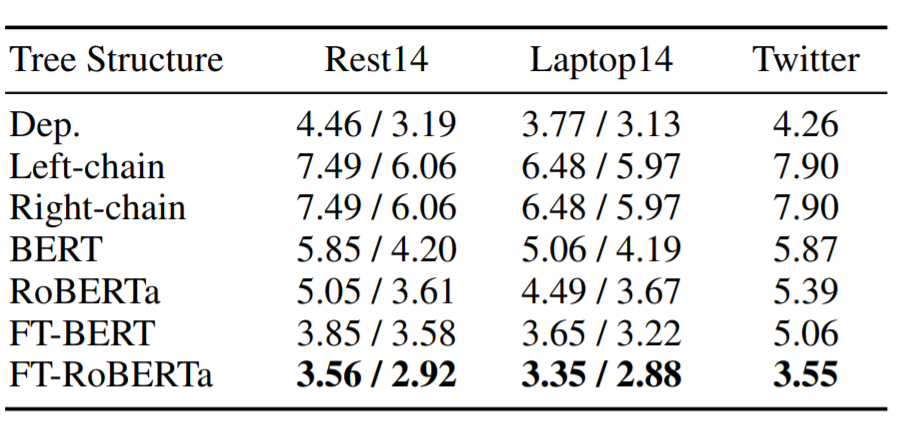 Tree Structure Rest14 Laptop14 Twitter
Dep. 4.46 / 3.19 3.77 / 3.13 4.26
Left-chain 7.49 / 6.06 6.48 / 5.97 7.90
Right-chain 7.49 / 6.06 6.48 / 5.97 7.90
BERT 5.85 / 4.20 5.06 / 4.19 5.87
RoBERTa 5.05 / 3.61 4.49 / 3.67 5.39
FT-BERT 3.85 / 3.58 3.65 / 3.22 5.06
FT-RoBERTa 3.56 / 2.92 3.35 / 2.88 3.55